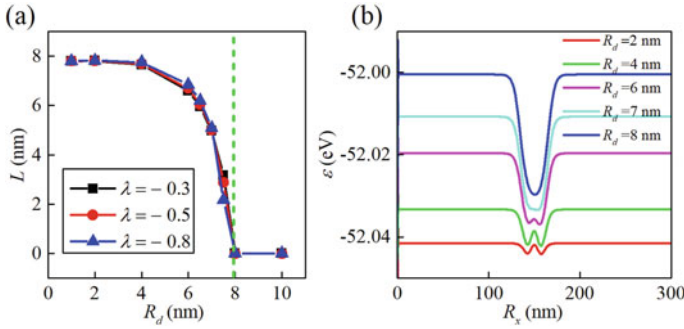 (a)
L (nm)
8
6
4
2
0
λ = − 0.3
λ = − 0.5
λ = − 0.8
0 2 4 6 8 10
R_d (nm)
(b)
ε (eV)
-52.00
-52.02
-52.04
R_d =2 nm
R_d =4 nm
R_d =6 nm
R_d =7 nm
R_d =8 nm
0 100 200 300
R_x (nm)